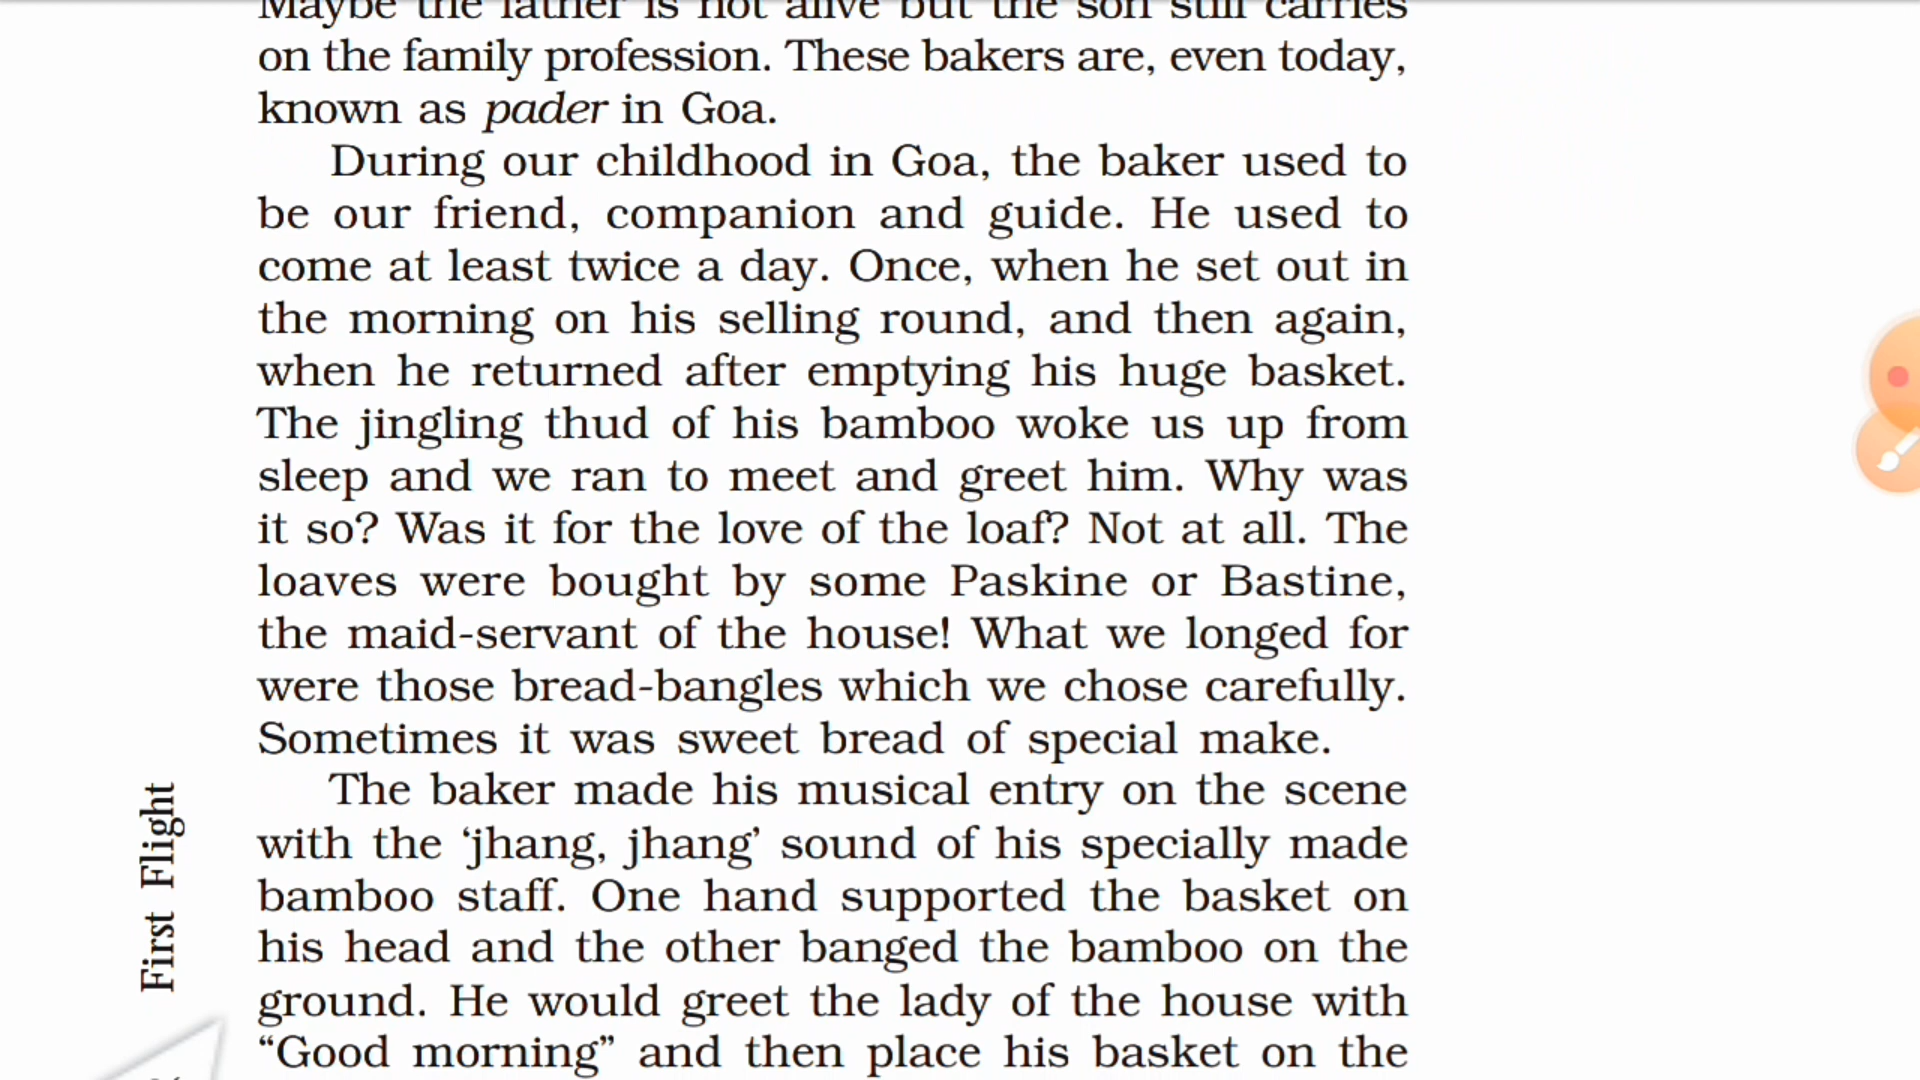 Maybe the father is not alive but the son still carries
on the family profession. These bakers are, even today,
known as pader in Goa.
During our childhood in Goa, the baker used to
be our friend, companion and guide. He used to
come at least twice a day. Once, when he set out in
the morning on his selling round, and then again,
when he returned after emptying his huge basket.
The jingling thud of his bamboo woke us up from
sleep and we ran to meet and greet him. Why was
it so? Was it for the love of the loaf? Not at all. The
loaves were bought by some Paskine or Bastine,
the maid-servant of the house! What we longed for
were those bread-bangles which we chose carefully.
Sometimes it was sweet bread of special make.
The baker made his musical entry on the scene
with the ‘jhang, jhang’ sound of his specially made
bamboo staff. One hand supported the basket on
his head and the other banged the bamboo on the
ground. He would greet the lady of the house with
“Good morning” and then place his basket on the
First Flight